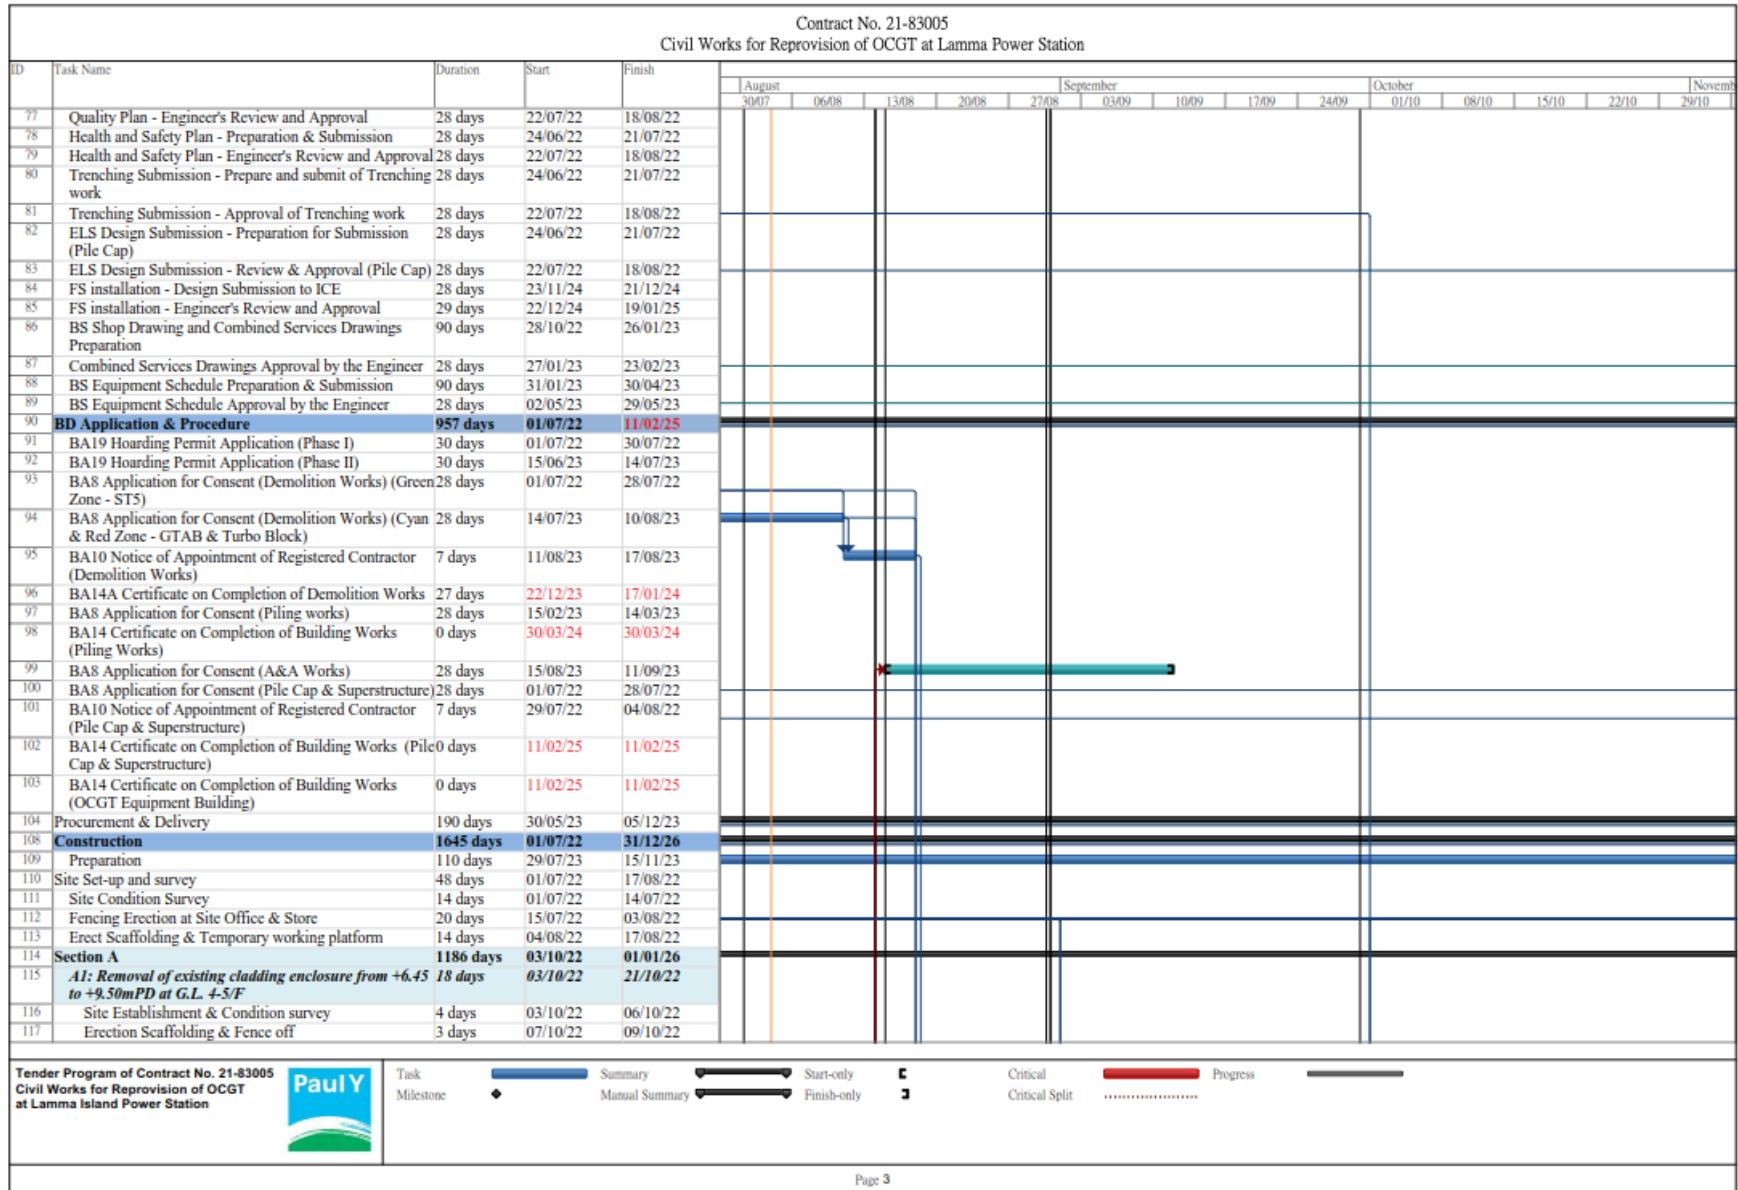 Contract No. 21-83005
Civil Works for Reprovision of OCGT at Lamma Power Station
ID Task Name Duration Start Finish
August September October Novemb
30/07 06/08 13/08 20/08 27/08 03/09 10/09 17/09 24/09 01/10 08/10 15/10 22/10 29/10
77 Quality Plan - Engineer's Review and Approval 28 days 22/07/22 18/08/22
78 Health and Safety Plan - Preparation & Submission 28 days 24/06/22 21/07/22
79 Health and Safety Plan - Engineer's Review and Approval 28 days 22/07/22 18/08/22
80 Trenching Submission - Prepare and submit of Trenching 28 days 24/06/22 21/07/22
work
81 Trenching Submission - Approval of Trenching work 28 days 22/07/22 18/08/22
82 ELS Design Submission - Preparation for Submission 28 days 24/06/22 21/07/22
(Pile Cap)
83 ELS Design Submission - Review & Approval (Pile Cap) 28 days 22/07/22 18/08/22
84 FS installation - Design Submission to ICE 28 days 23/11/24 21/12/24
85 FS installation - Engineer's Review and Approval 29 days 22/12/24 19/01/25
86 BS Shop Drawing and Combined Services Drawings 90 days 28/10/22 26/01/23
Preparation
87 Combined Services Drawings Approval by the Engineer 28 days 27/01/23 23/02/23
88 BS Equipment Schedule Preparation & Submission 90 days 31/01/23 30/04/23
89 BS Equipment Schedule Approval by the Engineer 28 days 02/05/23 29/05/23
90 BD Application & Procedure 957 days 01/07/22 11/02/25
91 BA19 Hoarding Permit Application (Phase I) 30 days 01/07/22 30/07/22
92 BA19 Hoarding Permit Application (Phase II) 30 days 15/06/23 14/07/23
93 BA8 Application for Consent (Demolition Works) (Green 28 days 01/07/22 28/07/22
Zone - ST5)
94 BA8 Application for Consent (Demolition Works) (Cyan 28 days 14/07/23 10/08/23
& Red Zone - GTAB & Turbo Block)
95 BA10 Notice of Appointment of Registered Contractor 7 days 11/08/23 17/08/23
(Demolition Works)
96 BA14A Certificate on Completion of Demolition Works 27 days 22/12/23 17/01/24
97 BA8 Application for Consent (Piling works) 28 days 15/02/23 14/03/23
98 BA14 Certificate on Completion of Building Works 0 days 30/03/24 30/03/24
(Piling Works)
99 BA8 Application for Consent (A&A Works) 28 days 15/08/23 11/09/23
100 BA8 Application for Consent (Pile Cap & Superstructure) 28 days 01/07/22 28/07/22
101 BA10 Notice of Appointment of Registered Contractor 7 days 29/07/22 04/08/22
(Pile Cap & Superstructure)
102 BA14 Certificate on Completion of Building Works (Pile 0 days 11/02/25 11/02/25
Cap & Superstructure)
103 BA14 Certificate on Completion of Building Works 0 days 11/02/25 11/02/25
(OCGT Equipment Building)
104 Procurement & Delivery 190 days 30/05/23 05/12/23
108 Construction 1645 days 01/07/22 31/12/26
109 Preparation 110 days 29/07/23 15/11/23
110 Site Set-up and survey 48 days 01/07/22 17/08/22
111 Site Condition Survey 14 days 01/07/22 14/07/22
112 Fencing Erection at Site Office & Store 20 days 15/07/22 03/08/22
113 Erect Scaffolding & Temporary working platform 14 days 04/08/22 17/08/22
114 Section A 1186 days 03/10/22 01/01/26
115 A1: Removal of existing cladding enclosure from +6.45 18 days 03/10/22 21/10/22
to +9.50mPD at G.L. 4-5/F
116 Site Establishment & Condition survey 4 days 03/10/22 06/10/22
117 Erection Scaffolding & Fence off 3 days 07/10/22 09/10/22
Tender Program of Contract No. 21-83005
Civil Works for Reprovision of OCGT
at Lamma Island Power Station
Paul Y
Task Summary Start-only Critical Progress
Milestone Manual Summary Finish-only Critical Split
Page 3